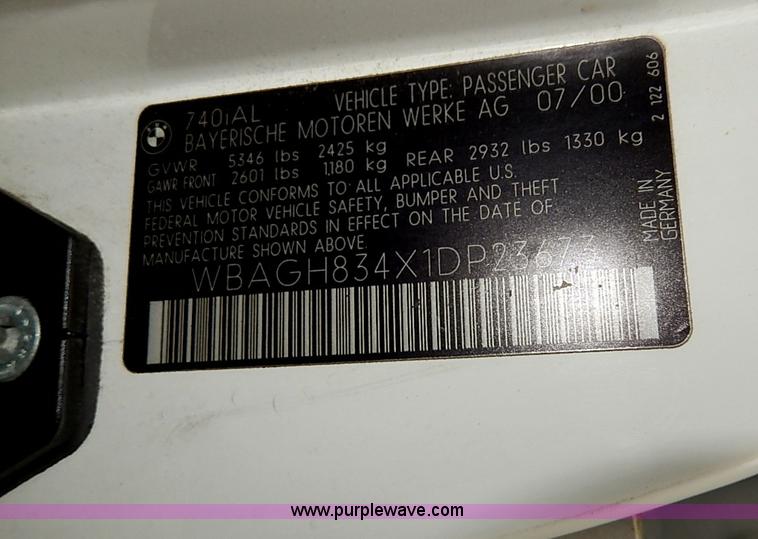 BMW
740iAL VEHICLE TYPE: PASSENGER CAR
BAYERISCHE MOTOREN WERKE AG 07/00
GVWR 5346 lbs 2425 kg
GAWR FRONT 2601 lbs 1180 kg REAR 2932 lbs 1330 kg
THIS VEHICLE CONFORMS TO ALL APPLICABLE U.S.
FEDERAL MOTOR VEHICLE SAFETY, BUMPER AND THEFT
PREVENTION STANDARDS IN EFFECT ON THE DATE OF
MANUFACTURE SHOWN ABOVE.
WBAGH834X1DP23673
MADE IN
GERMANY
2 122 606
www.purplewave.com